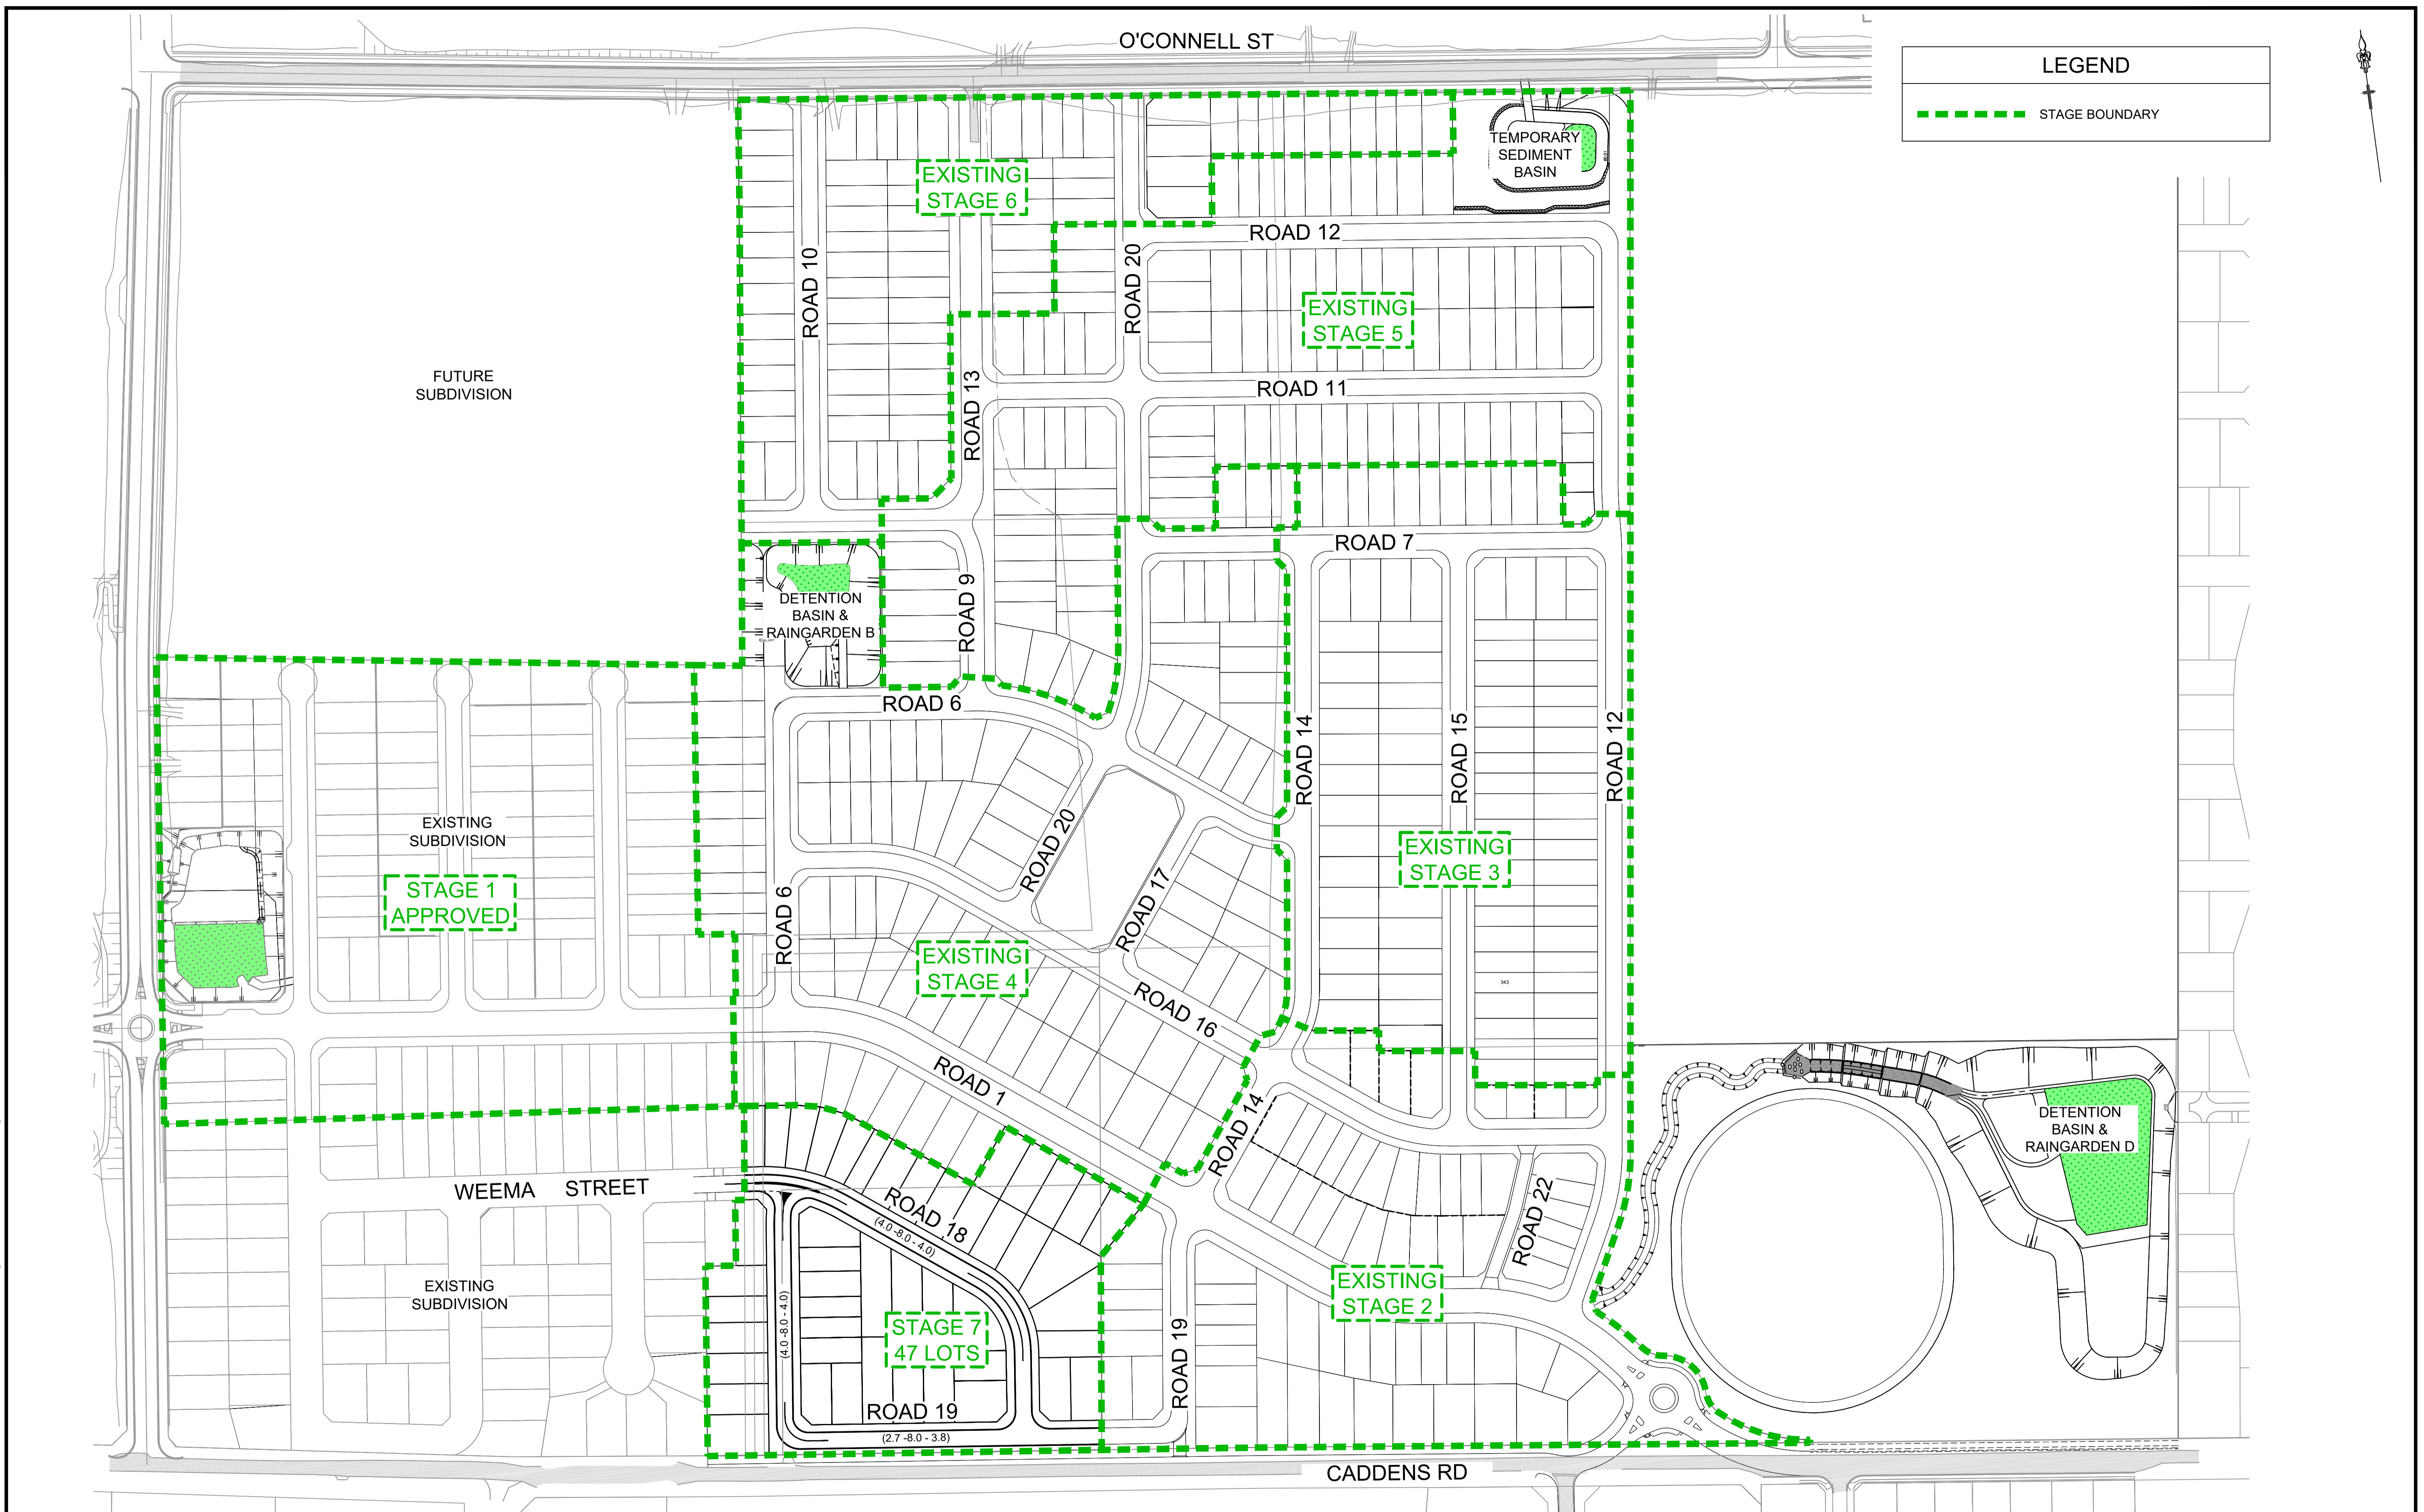 O'CONNELL ST
LEGEND
STAGE BOUNDARY
TEMPORARY
SEDIMENT
BASIN
EXISTING
STAGE 6
ROAD 12
ROAD 10
ROAD 20
EXISTING
STAGE 5
FUTURE
SUBDIVISION
ROAD 11
ROAD 13
ROAD 7
DETENTION
BASIN &
RAINGARDEN B
ROAD 9
ROAD 6
ROAD 14
ROAD 15
ROAD 12
EXISTING
SUBDIVISION
STAGE 1
APPROVED
ROAD 20
ROAD 17
EXISTING
STAGE 3
ROAD 6
EXISTING
STAGE 4
343
ROAD 16
ROAD 1
ROAD 14
DETENTION
BASIN &
RAINGARDEN D
WEEMA STREET
ROAD 18
(4.0 -8.0 - 4.0)
ROAD 22
EXISTING
SUBDIVISION
EXISTING
STAGE 2
(4.0 -8.0 - 4.0)
STAGE 7
47 LOTS
ROAD 19
ROAD 19
(2.7 -8.0 - 3.8)
CADDENS RD